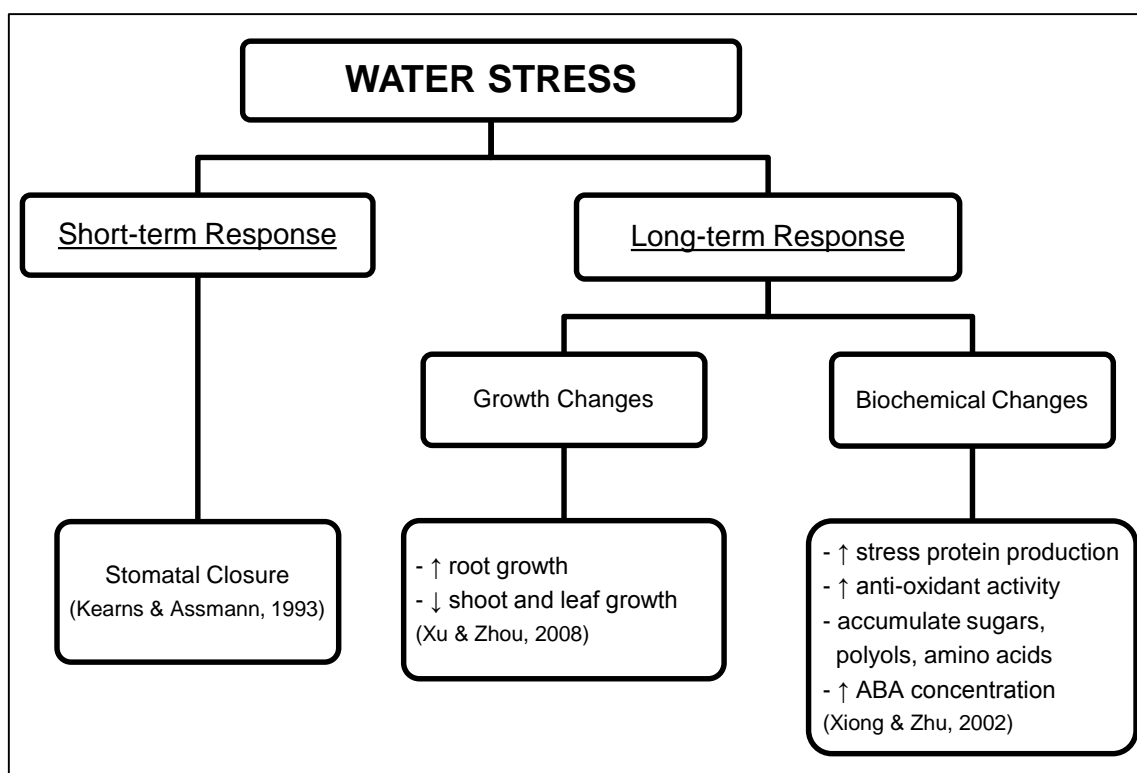 WATER STRESS
Short-term Response
Long-term Response
Growth Changes
Biochemical Changes
Stomatal Closure
(Kearns & Assmann, 1993)
- ↑ root growth
- ↓ shoot and leaf growth
(Xu & Zhou, 2008)
- ↑ stress protein production
- ↑ anti-oxidant activity
- accumulate sugars,
polyols, amino acids
- ↑ ABA concentration
(Xiong & Zhu, 2002)